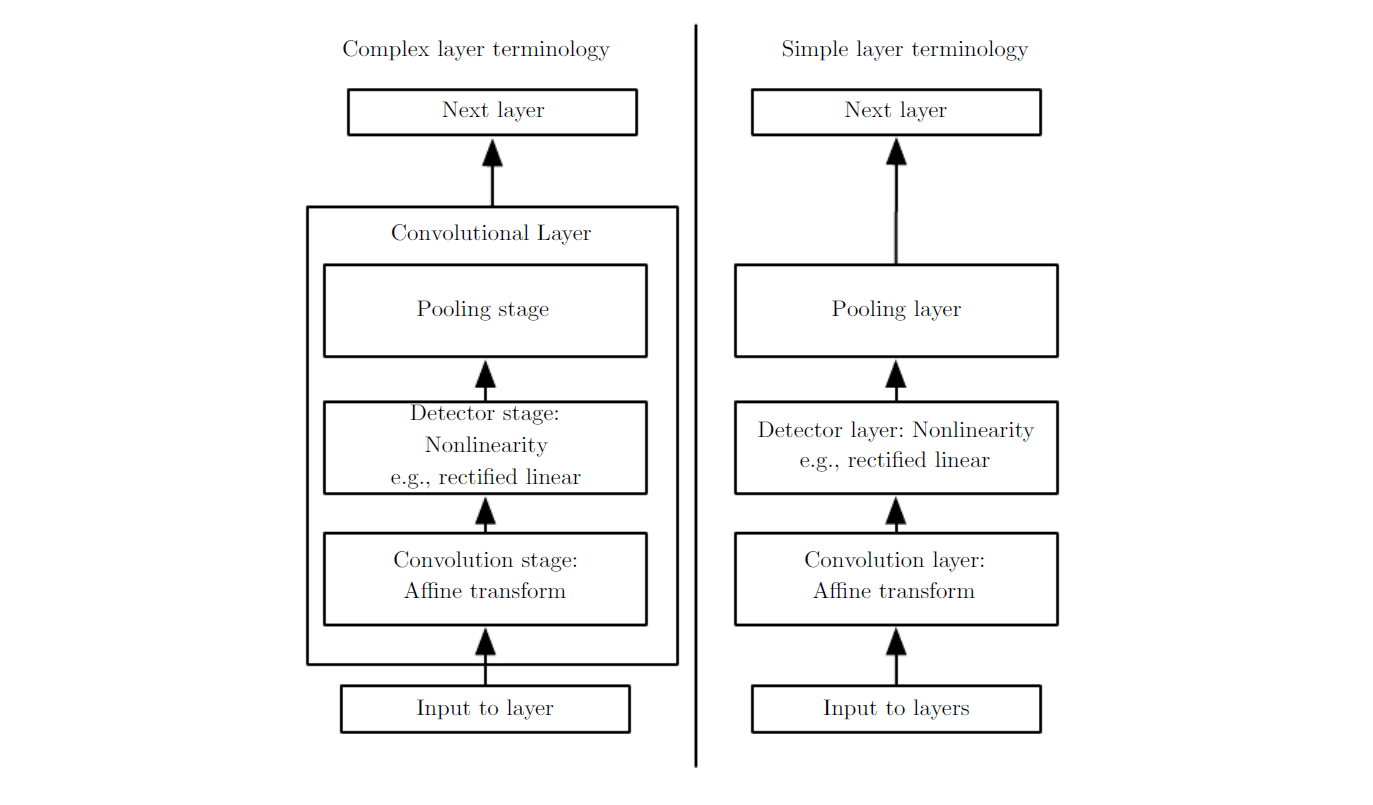 Complex layer terminology
Next layer
Convolutional Layer
Pooling stage
Detector stage:
Nonlinearity
e.g., rectified linear
Convolution stage:
Affine transform
Input to layer
Simple layer terminology
Next layer
Pooling layer
Detector layer: Nonlinearity
e.g., rectified linear
Convolution layer:
Affine transform
Input to layers